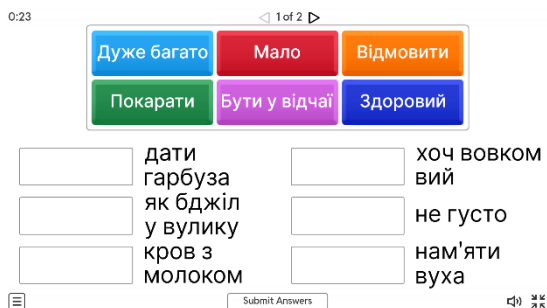 0:23
1 of 2
Дуже багато
Мало
Відмовити
Покарати
Бути у відчаї
Здоровий
дати
гарбуза
хоч вовком
вий
як бджіл
у вулику
не густо
кров з
молоком
нам'яти
вуха
Submit Answers